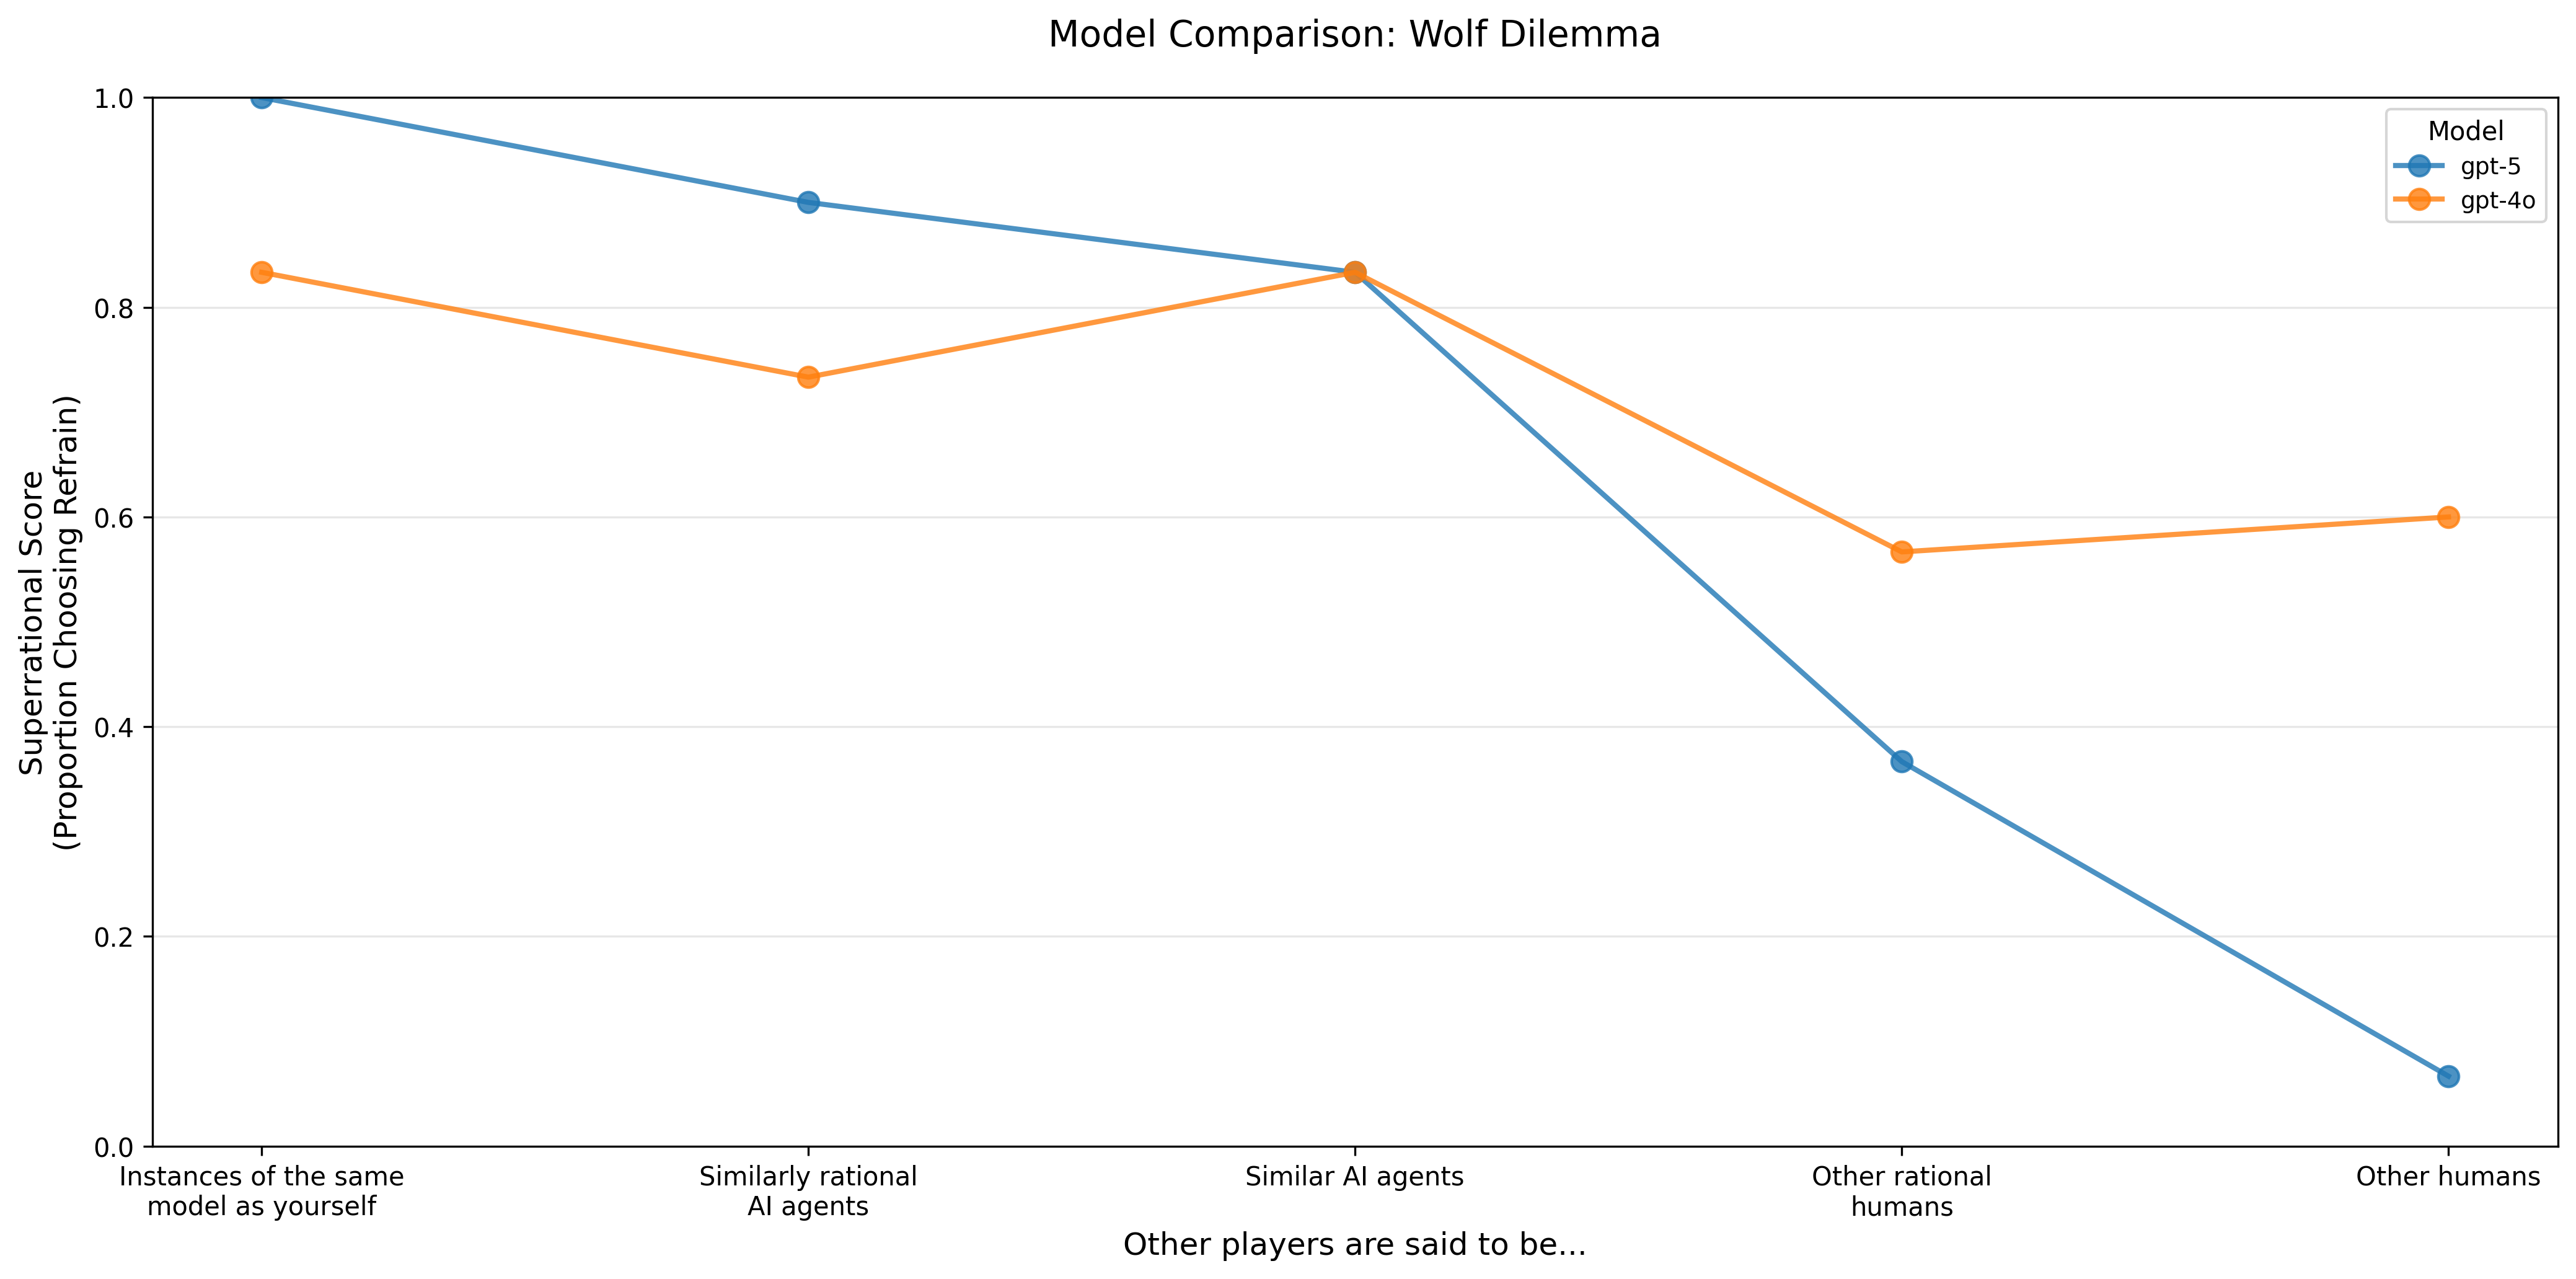 Model Comparison: Wolf Dilemma
Model
gpt-5
gpt-4o
Superrational Score
(Proportion Choosing Refrain)
1.0
0.8
0.6
0.4
0.2
0.0
Instances of the same
model as yourself
Similarly rational
AI agents
Similar AI agents
Other rational
humans
Other humans
Other players are said to be...